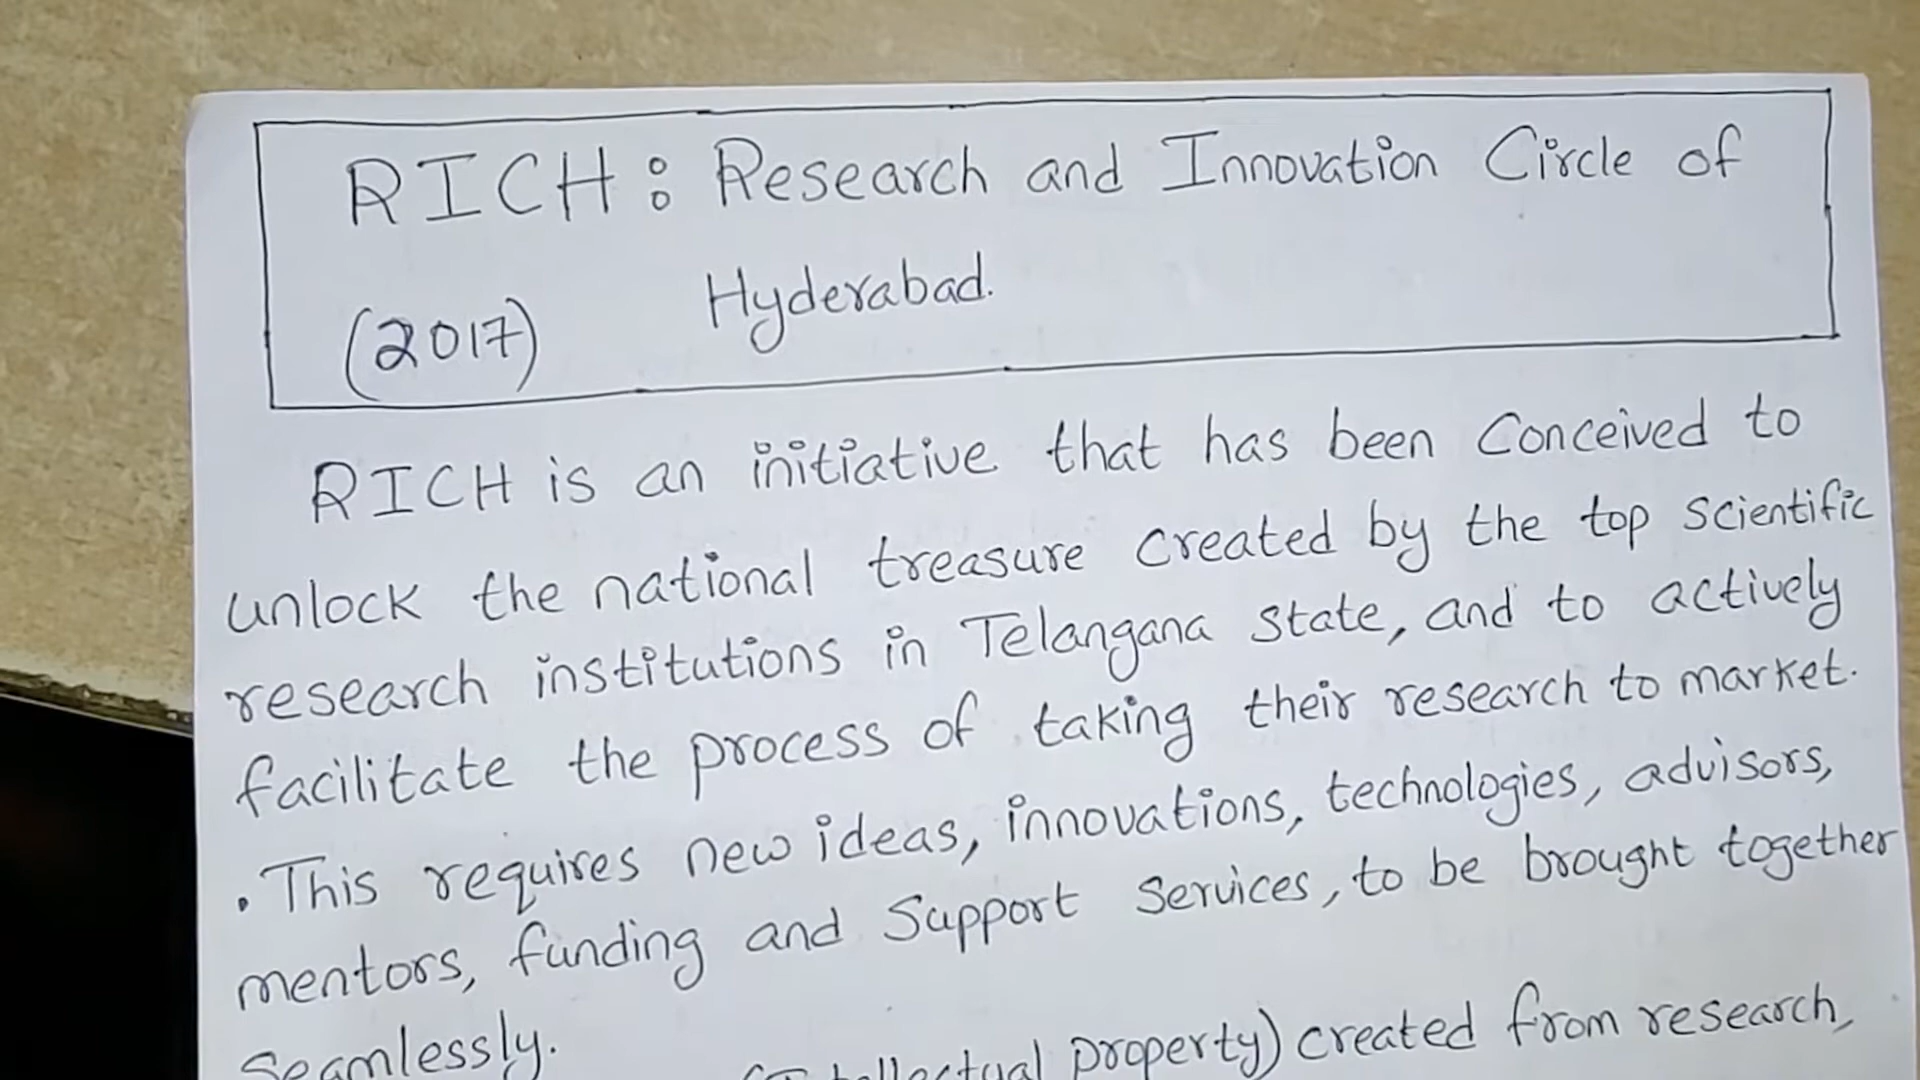 RICH: Research and Innovation Circle of
(2017) Hyderabad.
RICH is an initiative that has been conceived to
unlock the national treasure created by the top scientific
research institutions in Telangana State, and to actively
facilitate the process of taking their research to market.
. This requires new ideas, innovations, technologies, advisors,
mentors, funding and Support Services, to be brought together
Seamlessly.
(Intellectual property) created from research,